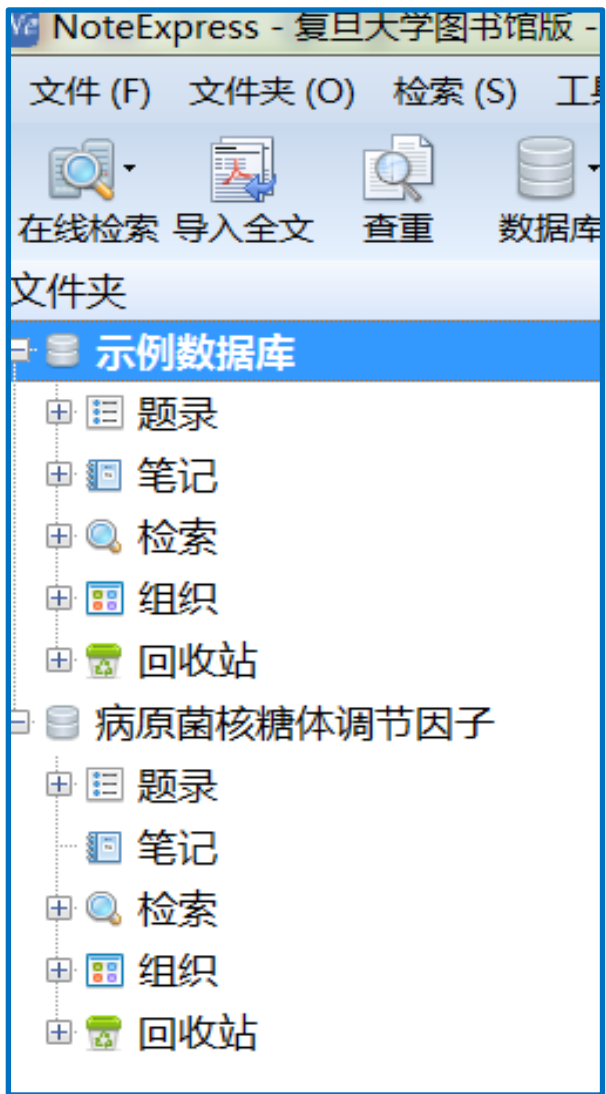 NoteExpress - 复旦大学图书馆版 -
文件 (F) 文件夹 (O) 检索 (S) 工
在线检索 导入全文 查重 数据库
文件夹
示例数据库
题录
笔记
检索
组织
回收站
病原菌核糖体调节因子
题录
笔记
检索
组织
回收站